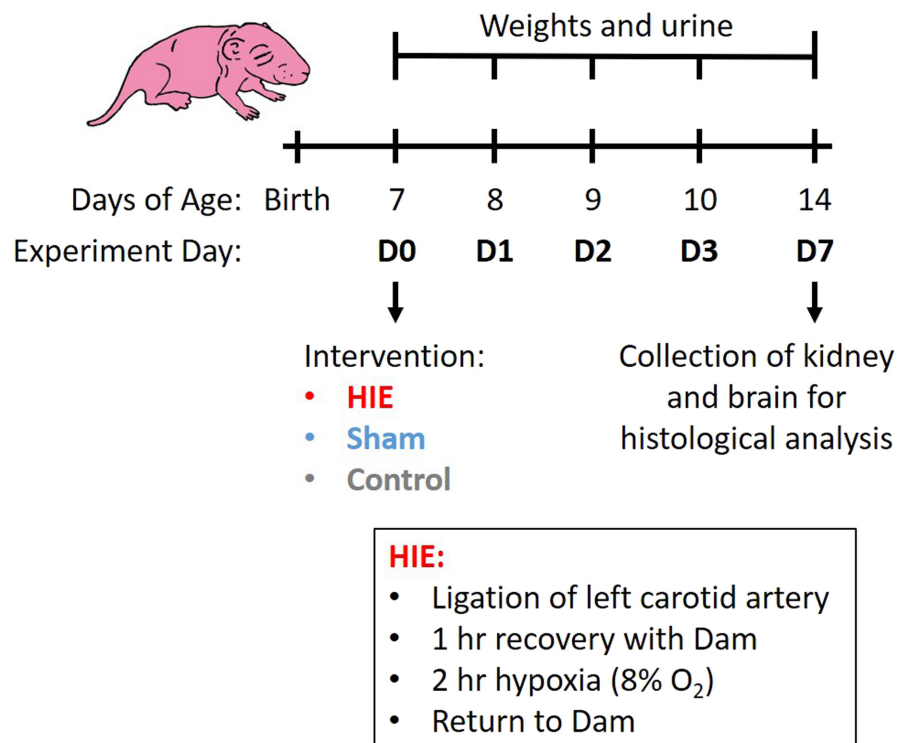 Weights and urine
Days of Age: Birth 7 8 9 10 14
Experiment Day: D0 D1 D2 D3 D7
Intervention:
• HIE
• Sham
• Control
Collection of kidney
and brain for
histological analysis
HIE:
• Ligation of left carotid artery
• 1 hr recovery with Dam
• 2 hr hypoxia (8% O₂)
• Return to Dam